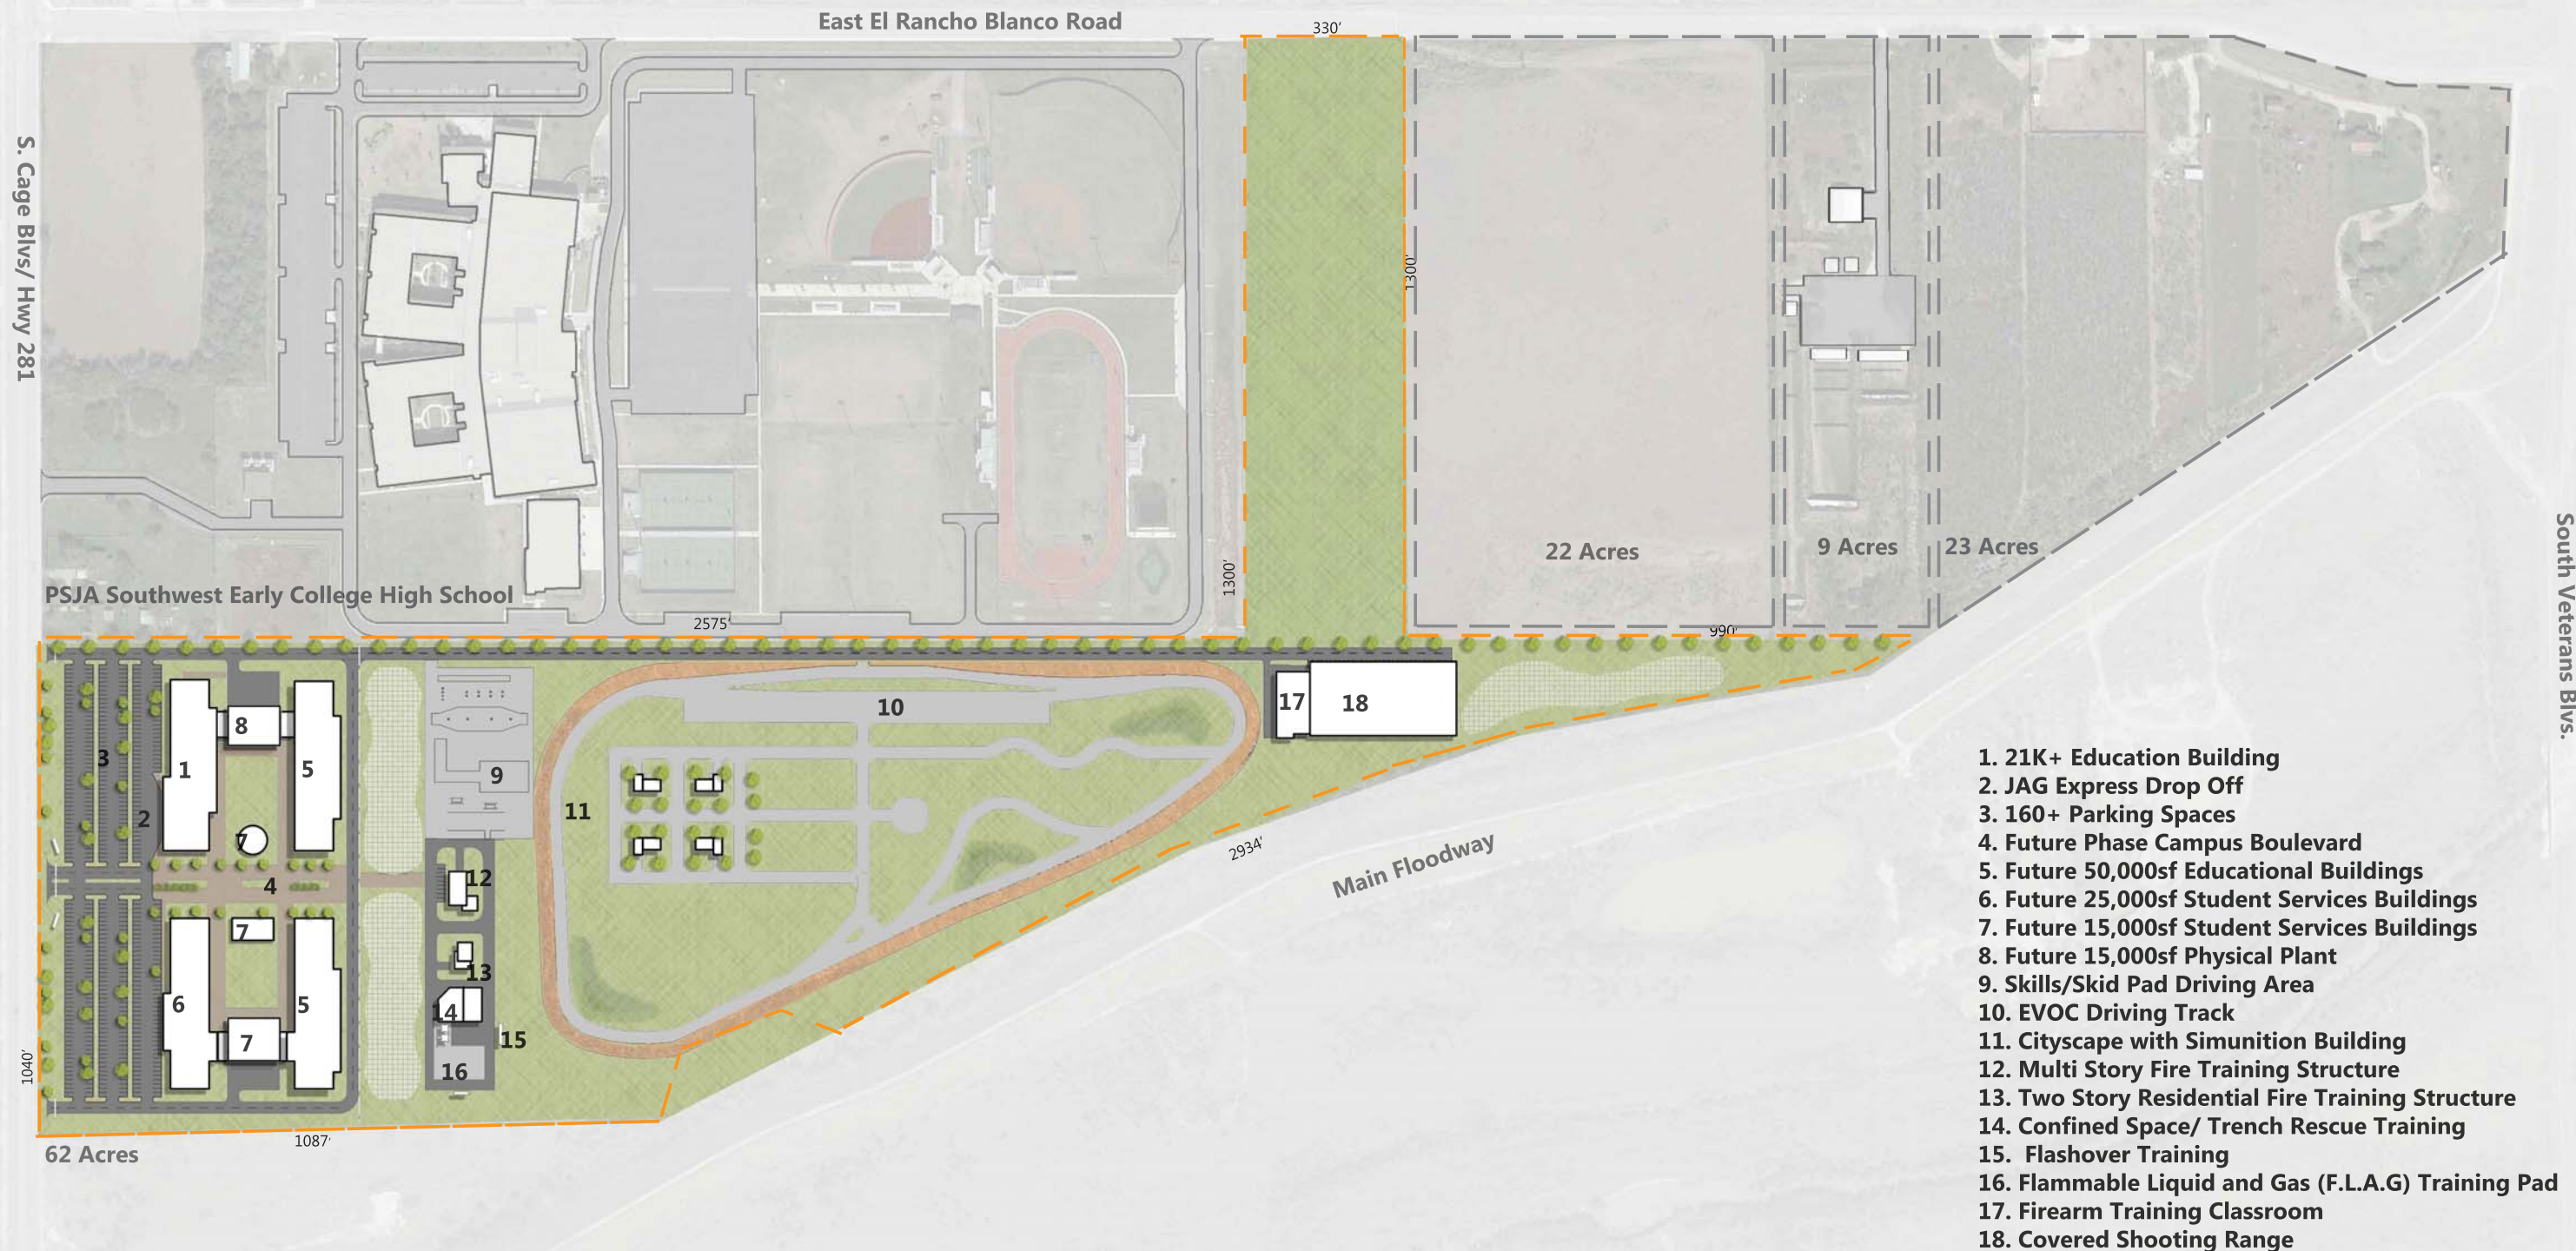 East El Rancho Blanco Road
330'
S. Cage Blvs/ Hwy 281
1300'
1300'
22 Acres
9 Acres
23 Acres
South Veterans Blvs.
PSJA Southwest Early College High School
2575'
990'
17
18
10
8
3
1
5
9
11
2
7
12
4
7
13
6
5
14
15
7
16
1040'
1087'
62 Acres
2934'
Main Floodway
1. 21K+ Education Building
2. JAG Express Drop Off
3. 160+ Parking Spaces
4. Future Phase Campus Boulevard
5. Future 50,000sf Educational Buildings
6. Future 25,000sf Student Services Buildings
7. Future 15,000sf Student Services Buildings
8. Future 15,000sf Physical Plant
9. Skills/Skid Pad Driving Area
10. EVOC Driving Track
11. Cityscape with Simunition Building
12. Multi Story Fire Training Structure
13. Two Story Residential Fire Training Structure
14. Confined Space/ Trench Rescue Training
15. Flashover Training
16. Flammable Liquid and Gas (F.L.A.G) Training Pad
17. Firearm Training Classroom
18. Covered Shooting Range